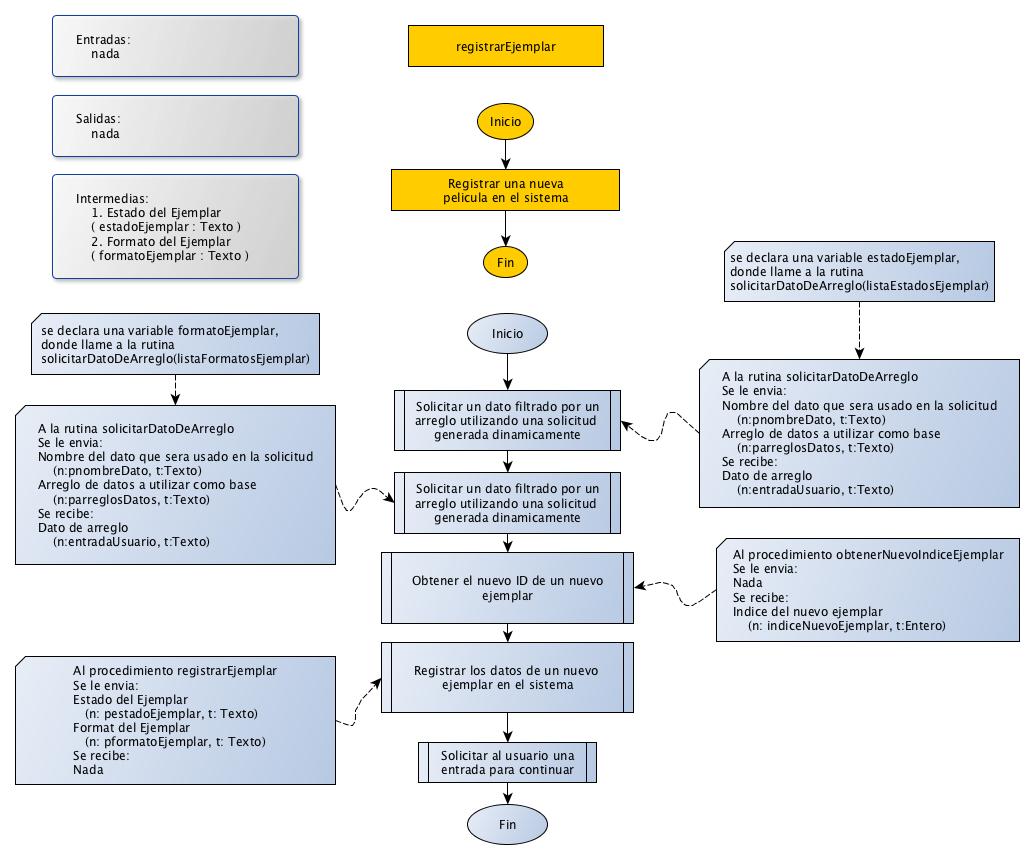 Entradas:
nada
registrarEjemplar
Salidas:
nada
Inicio
Intermedias:
1. Estado del Ejemplar
( estadoEjemplar : Texto )
2. Formato del Ejemplar
( formatoEjemplar : Texto )
Registrar una nueva
pelicula en el sistema
Fin
se declara una variable estadoEjemplar,
donde llame a la rutina
solicitarDatoDeArreglo(listaEstadosEjemplar)
se declara una variable formatoEjemplar,
donde llame a la rutina
solicitarDatoDeArreglo(listaFormatosEjemplar)
Inicio
A la rutina solicitarDatoDeArreglo
Se le envia:
Nombre del dato que sera usado en la solicitud
(n:pnombreDato, t:Texto)
Arreglo de datos a utilizar como base
(n:parreglosDatos, t:Texto)
Se recibe:
Dato de arreglo
(n:entradaUsuario, t:Texto)
Solicitar un dato filtrado por un
arreglo utilizando una solicitud
generada dinamicamente
A la rutina solicitarDatoDeArreglo
Se le envia:
Nombre del dato que sera usado en la solicitud
(n:pnombreDato, t:Texto)
Arreglo de datos a utilizar como base
(n:parreglosDatos, t:Texto)
Se recibe:
Dato de arreglo
(n:entradaUsuario, t:Texto)
Solicitar un dato filtrado por un
arreglo utilizando una solicitud
generada dinamicamente
Obtener el nuevo ID de un nuevo
ejemplar
Al procedimiento obtenerNuevoIndiceEjemplar
Se le envia:
Nada
Se recibe:
Indice del nuevo ejemplar
(n: indiceNuevoEjemplar, t:Entero)
Registrar los datos de un nuevo
ejemplar en el sistema
Al procedimiento registrarEjemplar
Se le envia:
Estado del Ejemplar
(n: pestadoEjemplar, t: Texto)
Format del Ejemplar
(n: pformatoEjemplar, t: Texto)
Se recibe:
Nada
Solicitar al usuario una
entrada para continuar
Fin